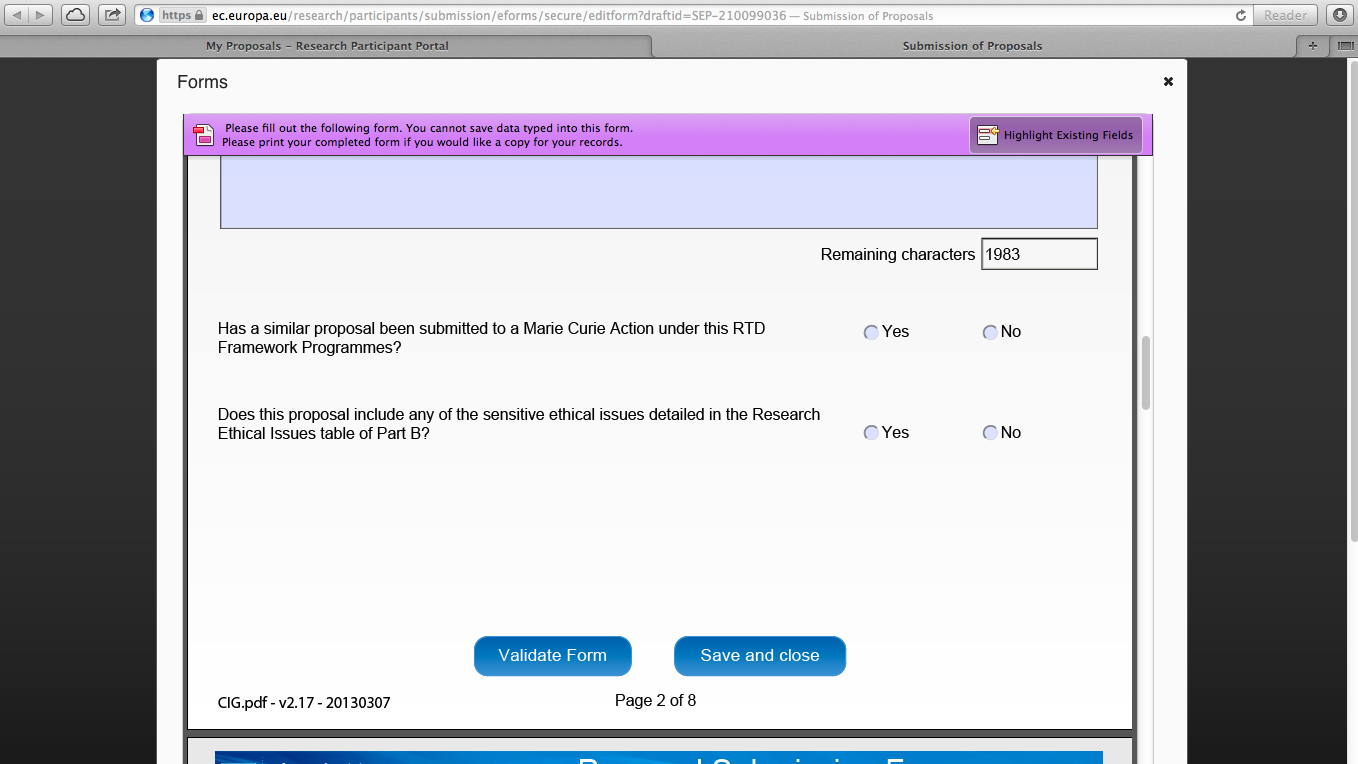 https ec.europa.eu/research/participants/submission/eforms/secure/editform?draftid=SEP-210099036 — Submission of Proposals Reader
My Proposals – Research Participant Portal Submission of Proposals
Forms
Please fill out the following form. You cannot save data typed into this form.
Please print your completed form if you would like a copy for your records.
Highlight Existing Fields
Remaining characters 1983
Has a similar proposal been submitted to a Marie Curie Action under this RTD
Framework Programmes?
Yes No
Does this proposal include any of the sensitive ethical issues detailed in the Research
Ethical Issues table of Part B?
Yes No
Validate Form Save and close
CIG.pdf - v2.17 - 20130307 Page 2 of 8